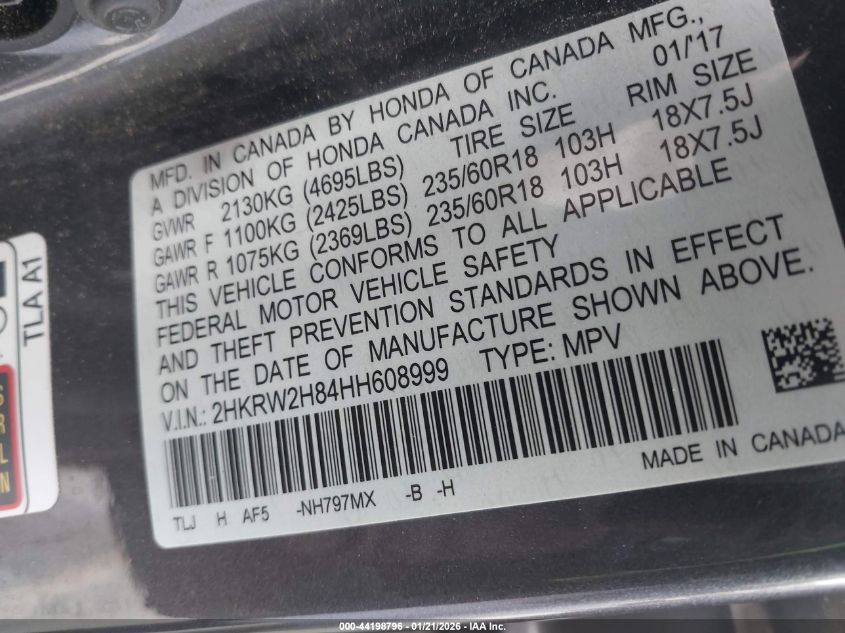 MFD. IN CANADA BY HONDA OF CANADA MFG.,
A DIVISION OF HONDA CANADA INC. 01/'17
GVWR 2130KG (4695LBS) TIRE SIZE RIM SIZE
GAWR F 1100KG (2425LBS) 235/60R18 103H 18X7.5J
GAWR R 1075KG (2369LBS) 235/60R18 103H 18X7.5J
THIS VEHICLE CONFORMS TO ALL APPLICABLE
FEDERAL MOTOR VEHICLE SAFETY
AND THEFT PREVENTION STANDARDS IN EFFECT
ON THE DATE OF MANUFACTURE SHOWN ABOVE.
V.I.N.: 2HKRW2H84HH608999 TYPE: MPV
MADE IN CANADA
TLJ H AF5 -NH797MX -B -H
TLA A1
000-44198796 - 01/21/2026 - IAA Inc.